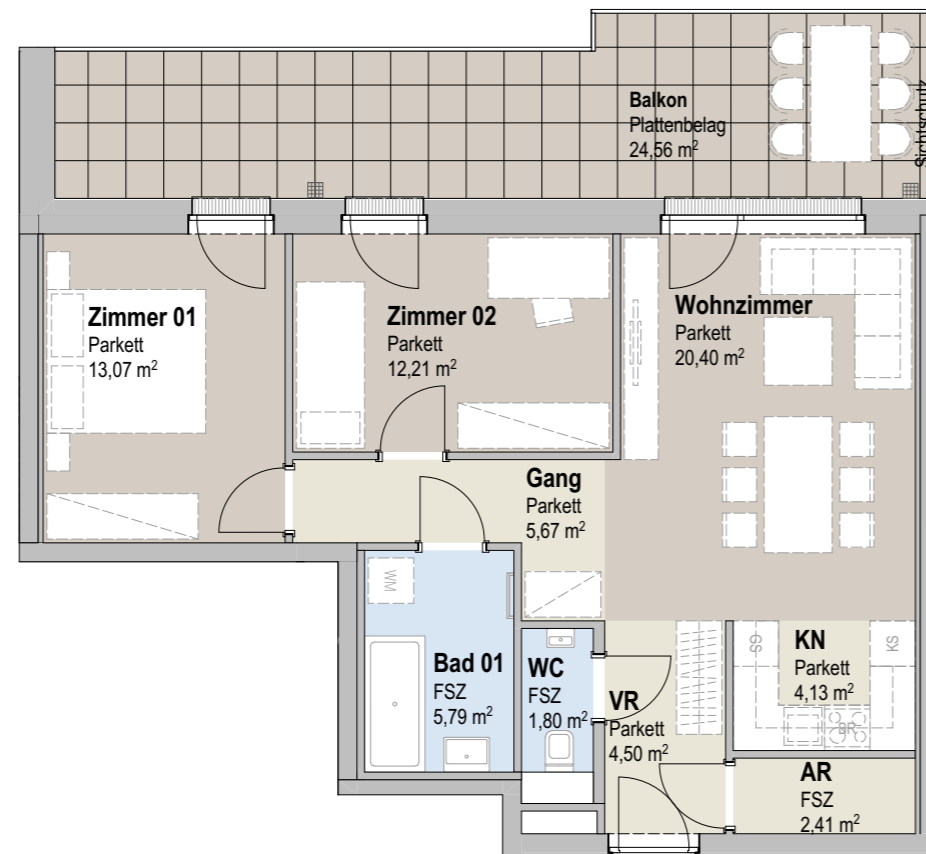 Balkon
Plattenbelag
24,56 m²
Sichtschutz
Zimmer 01
Parkett
13,07 m²
Zimmer 02
Parkett
12,21 m²
Wohnzimmer
Parkett
20,40 m²
Gang
Parkett
5,67 m²
WM
Bad 01
FSZ
5,79 m²
WC
FSZ
1,80 m²
VR
Parkett
4,50 m²
GS
KN
Parkett
4,13 m²
KS
BR
AR
FSZ
2,41 m²